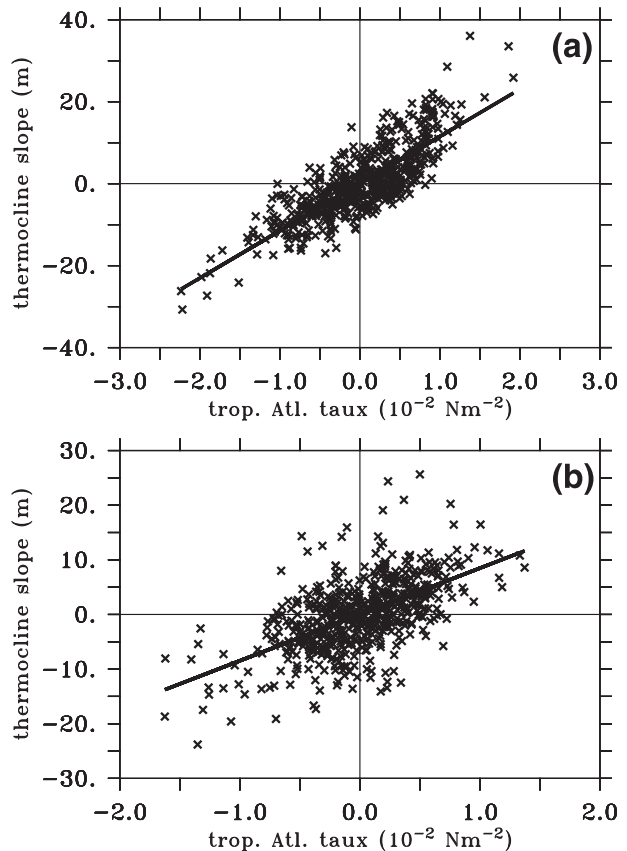 40.
(a)
20.
0.
−20.
−40.
thermocline slope (m)
−3.0 −2.0 −1.0 0.0 1.0 2.0 3.0
trop. Atl. taux (10⁻² Nm⁻²)
30.
(b)
20.
10.
0.
−10.
−20.
−30.
thermocline slope (m)
−2.0 −1.0 0.0 1.0 2.0
trop. Atl. taux (10⁻² Nm⁻²)